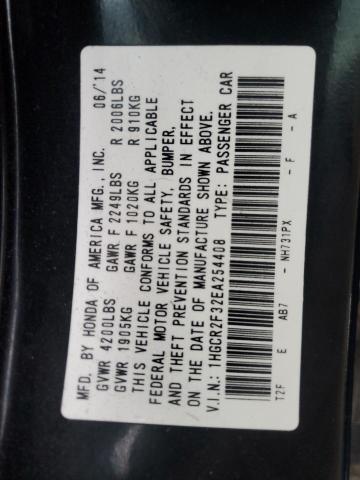 MFD. BY HONDA OF AMERICA MFG., INC. 06/'14
GVWR 4200LBS GAWR F 2249LBS R 2006LBS
GVWR 1905KG GAWR F 1020KG R 910KG
THIS VEHICLE CONFORMS TO ALL APPLICABLE
FEDERAL MOTOR VEHICLE SAFETY, BUMPER,
AND THEFT PREVENTION STANDARDS IN EFFECT
ON THE DATE OF MANUFACTURE SHOWN ABOVE.
V.I.N.: 1HGCR2F32EA254408 TYPE: PASSENGER CAR
T2F E AB7 - NH731PX - F - A